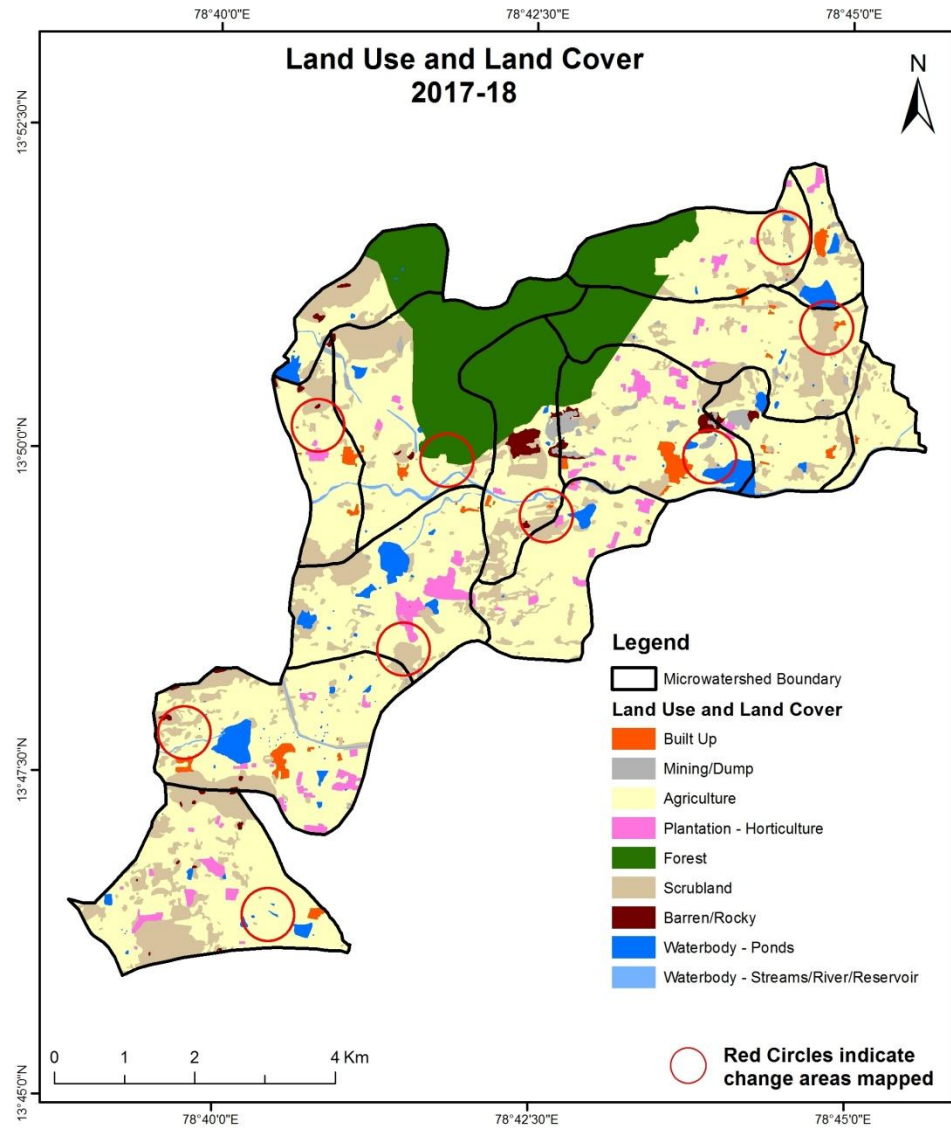 78°40'0"E 78°42'30"E 78°45'0"E
Land Use and Land Cover
2017-18
N
13°52'30"N
13°50'0"N
13°47'30"N
13°45'0"N
Legend
Microwatershed Boundary
Land Use and Land Cover
Built Up
Mining/Dump
Agriculture
Plantation - Horticulture
Forest
Scrubland
Barren/Rocky
Waterbody - Ponds
Waterbody - Streams/River/Reservoir
0 1 2 4 Km
Red Circles indicate
change areas mapped
78°40'0"E 78°42'30"E 78°45'0"E